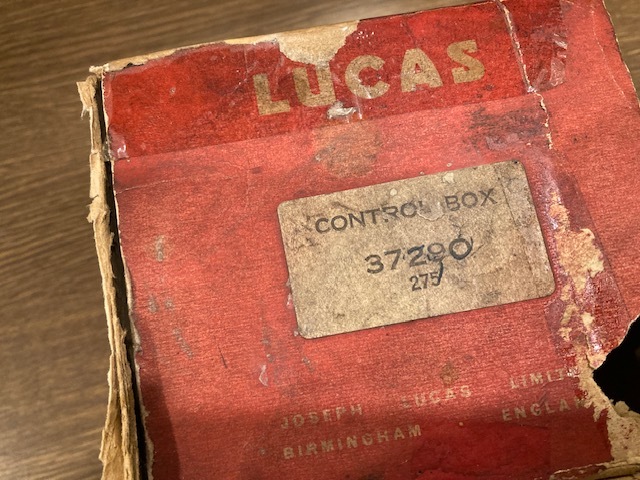 LUCAS
CONTROL BOX
37290
275
JOSEPH LUCAS LIMITED
BIRMINGHAM ENGLAND